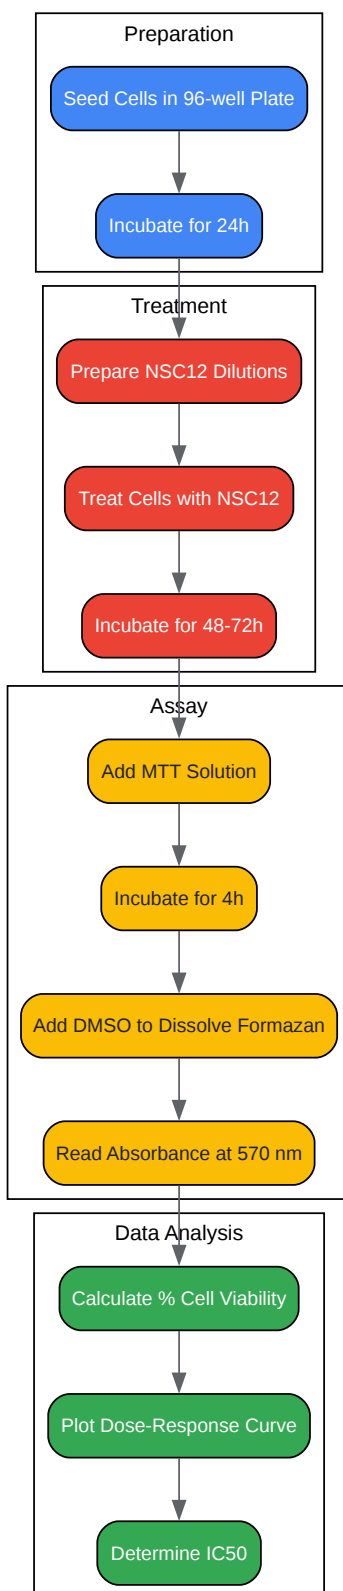 Preparation
Seed Cells in 96-well Plate
Incubate for 24h
Treatment
Prepare NSC12 Dilutions
Treat Cells with NSC12
Incubate for 48-72h
Assay
Add MTT Solution
Incubate for 4h
Add DMSO to Dissolve Formazan
Read Absorbance at 570 nm
Data Analysis
Calculate % Cell Viability
Plot Dose-Response Curve
Determine IC50